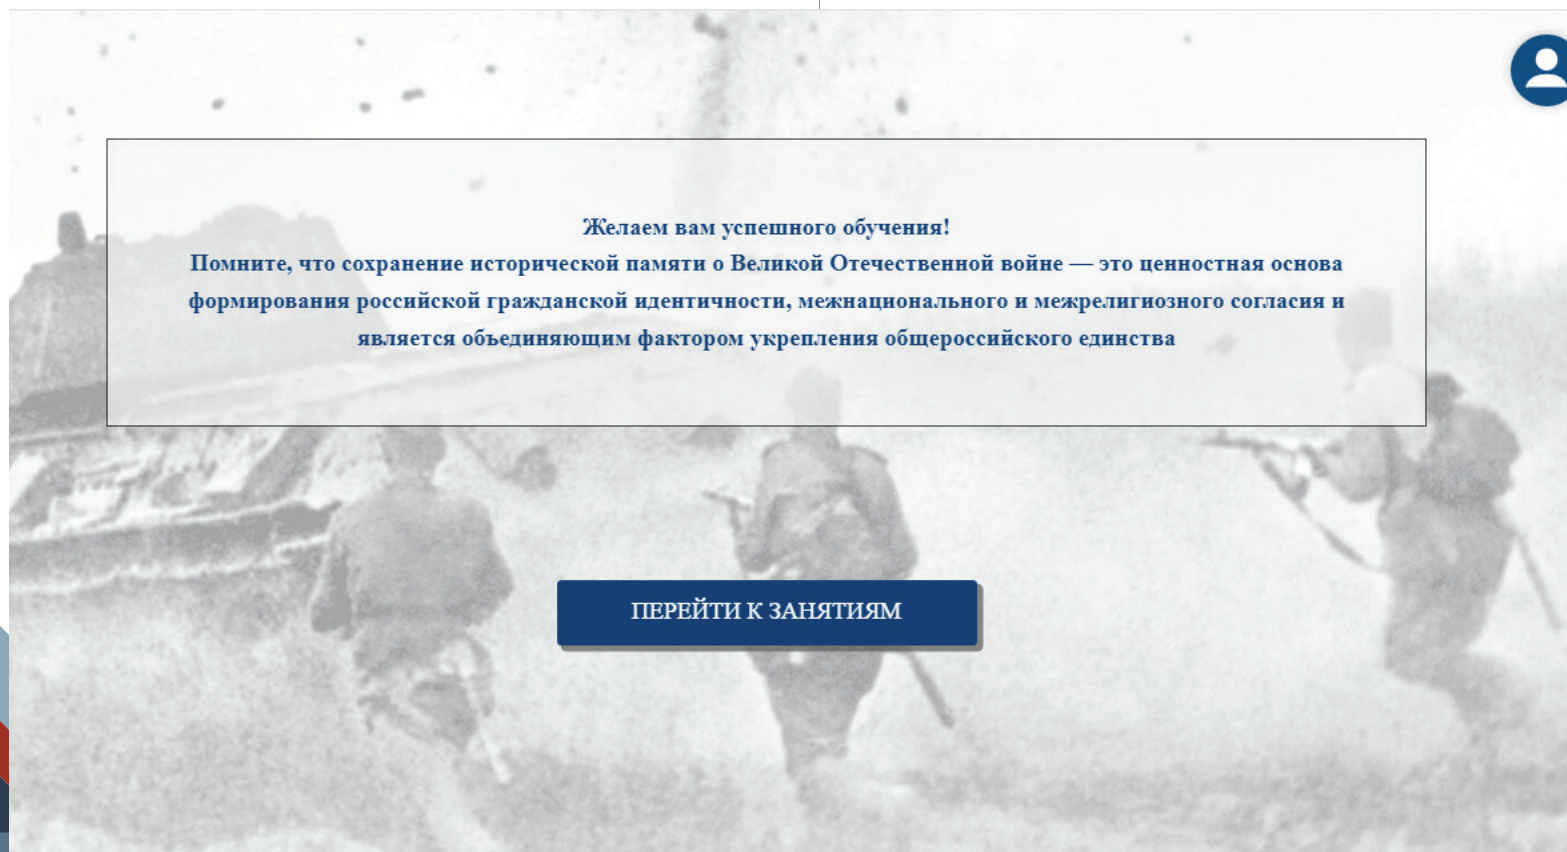 Желаем вам успешного обучения!
Помните, что сохранение исторической памяти о Великой Отечественной войне — это ценностная основа
формирования российской гражданской идентичности, межнационального и межрелигиозного согласия и
является объединяющим фактором укрепления общероссийского единства
ПЕРЕЙТИ К ЗАНЯТИЯМ